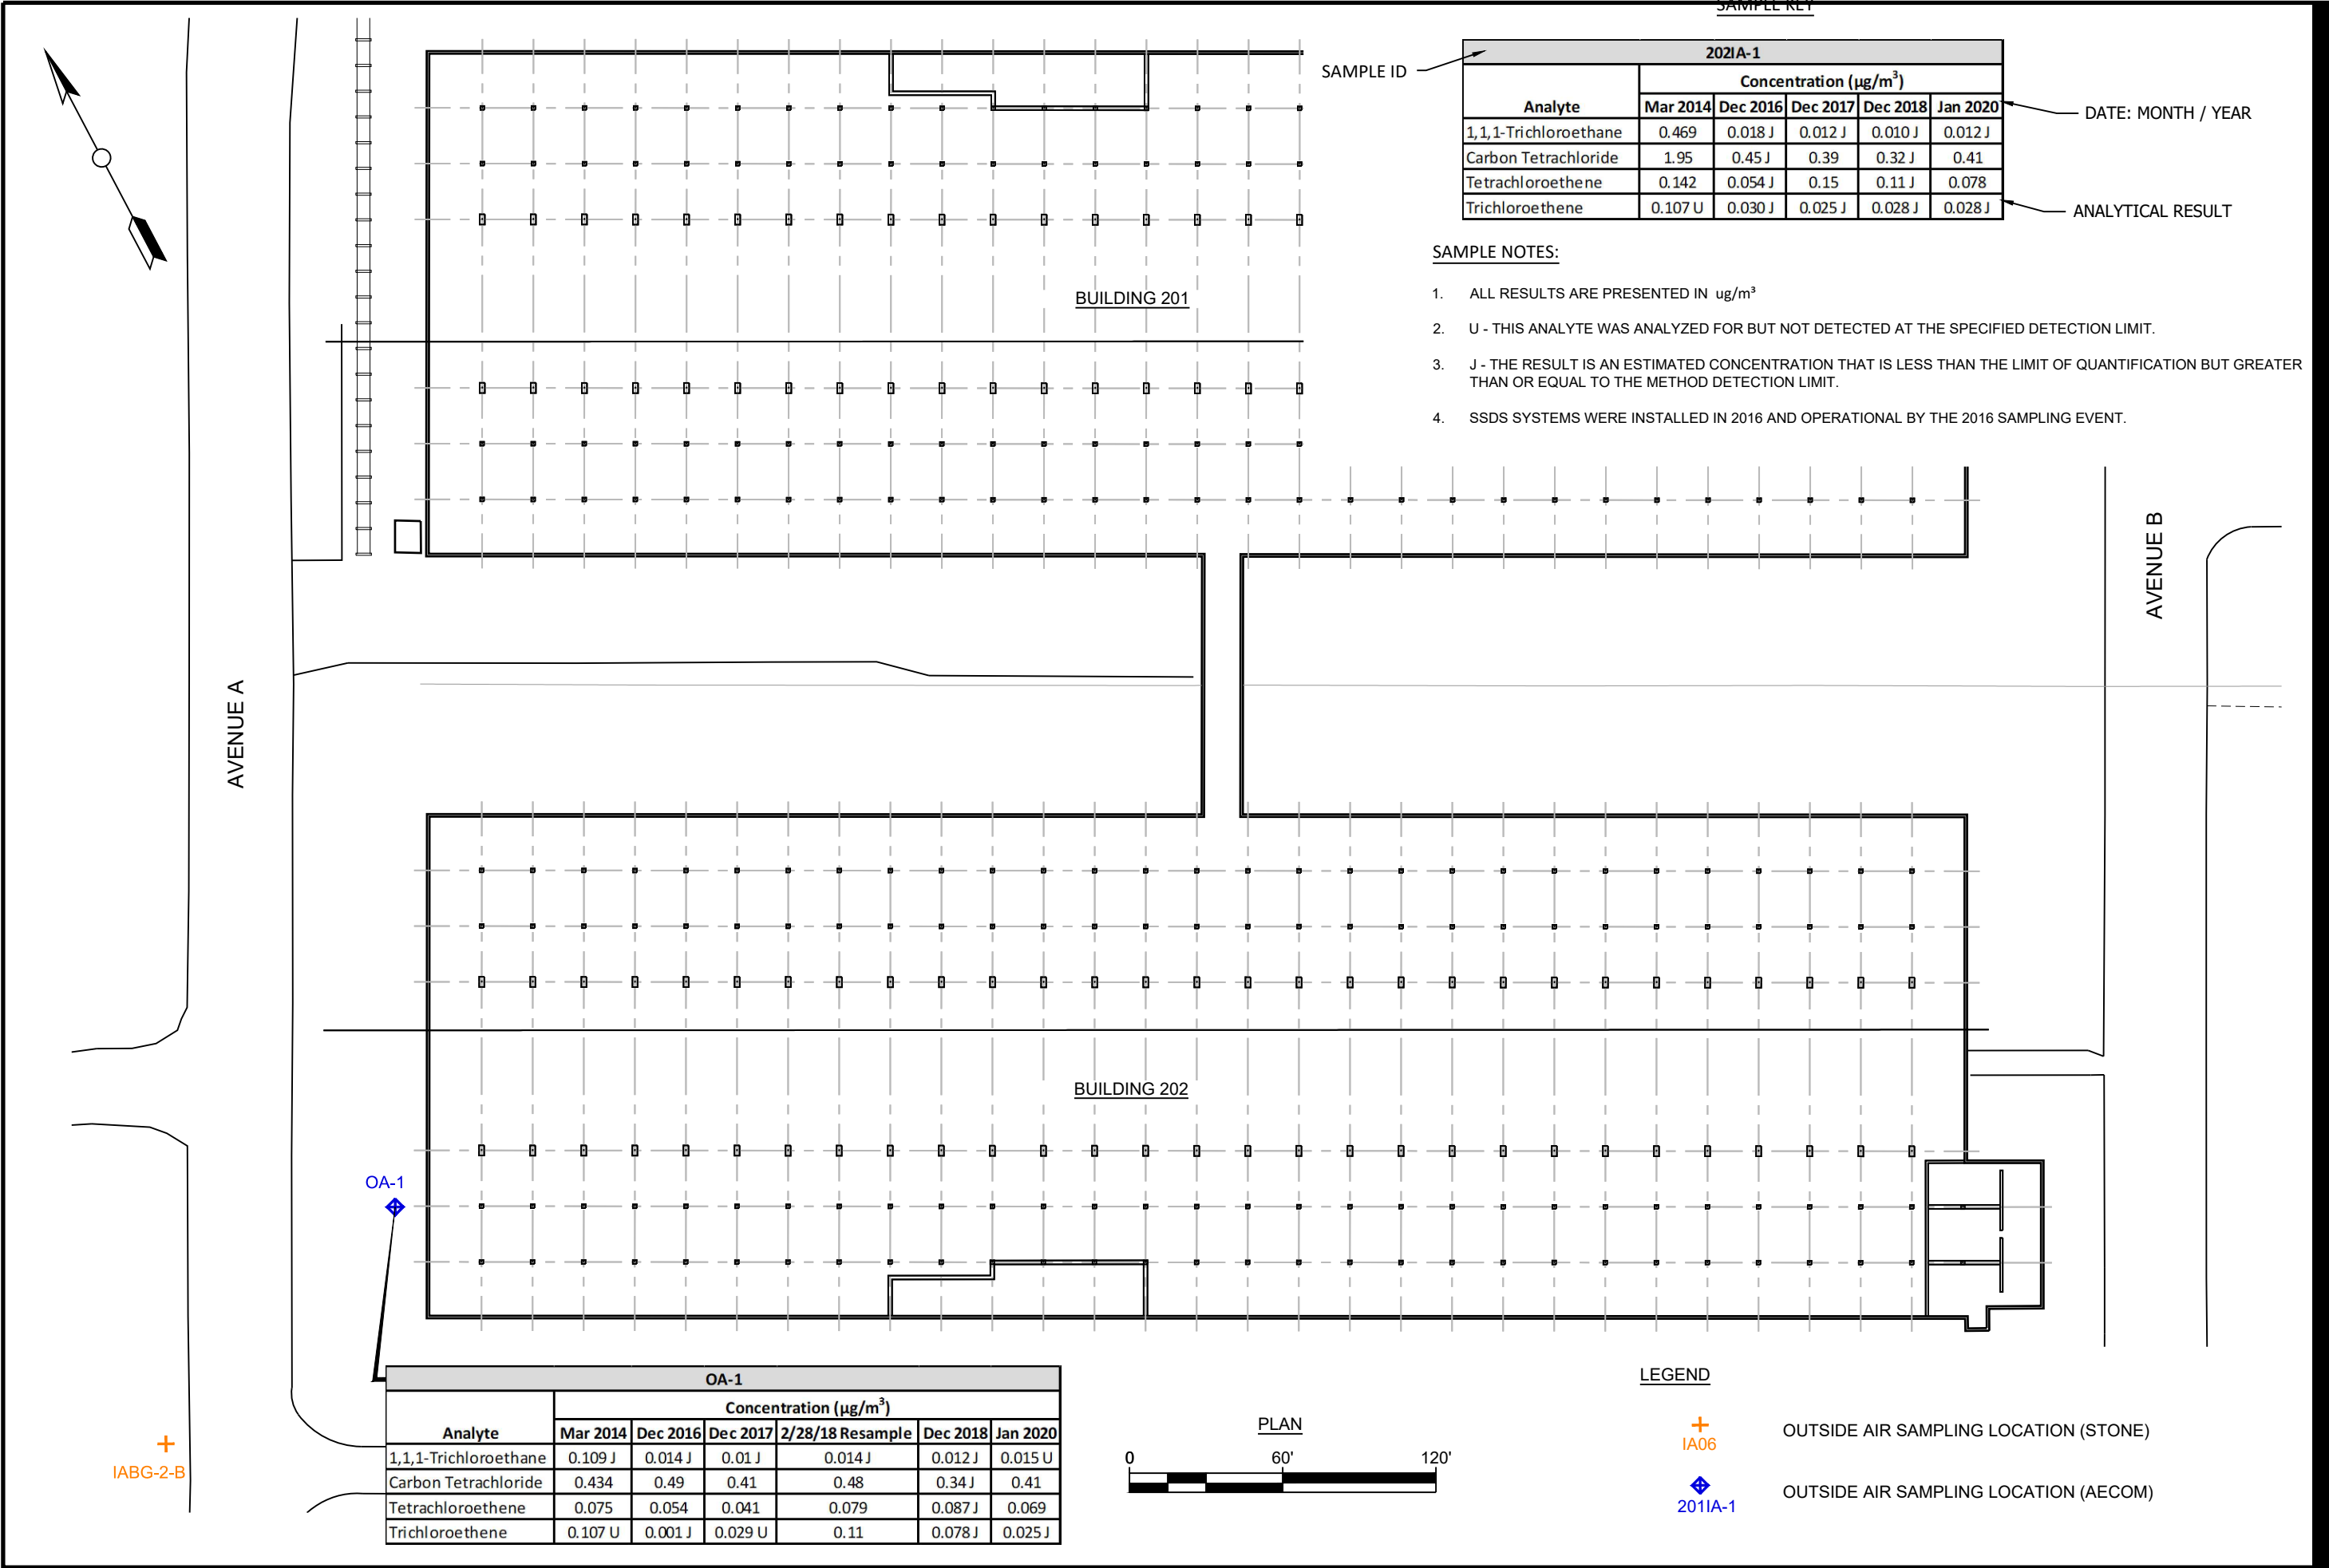 SAMPLE KEY
SAMPLE ID
202IA-1
Concentration (µg/m³)
Analyte Mar 2014 Dec 2016 Dec 2017 Dec 2018 Jan 2020
1,1,1-Trichloroethane 0.469 0.018 J 0.012 J 0.010 J 0.012 J
Carbon Tetrachloride 1.95 0.45 J 0.39 0.32 J 0.41
Tetrachloroethene 0.142 0.054 J 0.15 0.11 J 0.078
Trichloroethene 0.107 U 0.030 J 0.025 J 0.028 J 0.028 J
DATE: MONTH / YEAR
ANALYTICAL RESULT
SAMPLE NOTES:
1. ALL RESULTS ARE PRESENTED IN ug/m³
2. U - THIS ANALYTE WAS ANALYZED FOR BUT NOT DETECTED AT THE SPECIFIED DETECTION LIMIT.
3. J - THE RESULT IS AN ESTIMATED CONCENTRATION THAT IS LESS THAN THE LIMIT OF QUANTIFICATION BUT GREATER
THAN OR EQUAL TO THE METHOD DETECTION LIMIT.
4. SSDS SYSTEMS WERE INSTALLED IN 2016 AND OPERATIONAL BY THE 2016 SAMPLING EVENT.
BUILDING 201
AVENUE A
AVENUE B
BUILDING 202
OA-1
IABG-2-B
OA-1
Concentration (µg/m³)
Analyte Mar 2014 Dec 2016 Dec 2017 2/28/18 Resample Dec 2018 Jan 2020
1,1,1-Trichloroethane 0.109 J 0.014 J 0.01 J 0.014 J 0.012 J 0.015 U
Carbon Tetrachloride 0.434 0.49 0.41 0.48 0.34 J 0.41
Tetrachloroethene 0.075 0.054 0.041 0.079 0.087 J 0.069
Trichloroethene 0.107 U 0.001 J 0.029 U 0.11 0.078 J 0.025 J
PLAN
0 60' 120'
LEGEND
IA06 OUTSIDE AIR SAMPLING LOCATION (STONE)
201IA-1 OUTSIDE AIR SAMPLING LOCATION (AECOM)